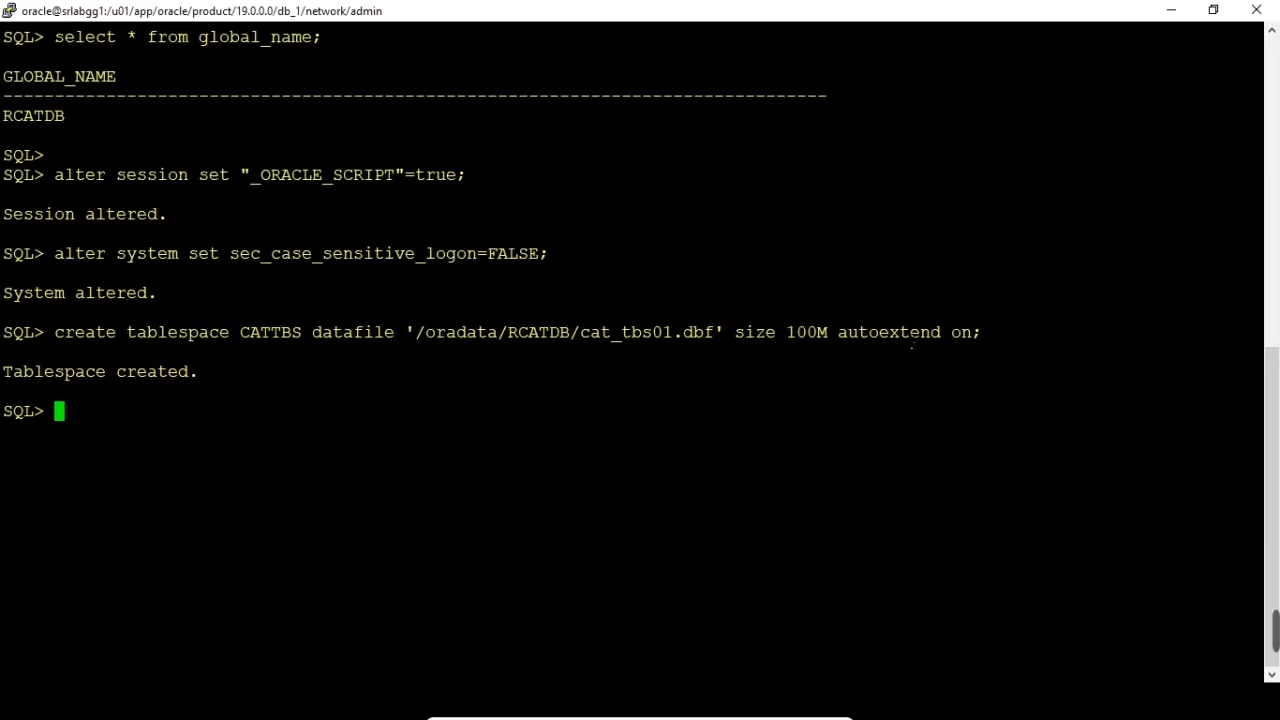 oracle@srlabgg1:/u01/app/oracle/product/19.0.0.0/db_1/network/admin
SQL> select * from global_name;
GLOBAL_NAME
--------------------------------------------------------------------------------
RCATDB
SQL>
SQL> alter session set "_ORACLE_SCRIPT"=true;
Session altered.
SQL> alter system set sec_case_sensitive_logon=FALSE;
System altered.
SQL> create tablespace CATTBS datafile '/oradata/RCATDB/cat_tbs01.dbf' size 100M autoextend on;
Tablespace created.
SQL>